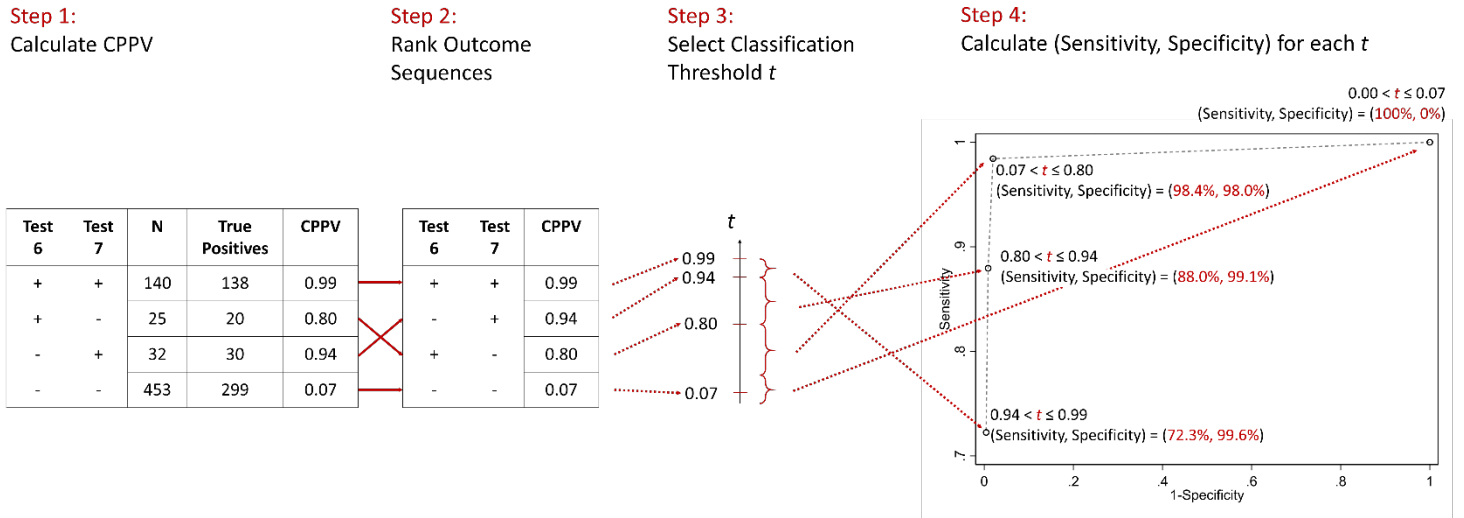 Step 1:
Calculate CPPV
Step 2:
Rank Outcome
Sequences
Step 3:
Select Classification
Threshold t
Step 4:
Calculate (Sensitivity, Specificity) for each t
Test 6 Test 7 N True Positives CPPV
+ + 140 138 0.99
+ - 25 20 0.80
- + 32 30 0.94
- - 453 299 0.07
Test 6 Test 7 CPPV
+ + 0.99
- + 0.94
+ - 0.80
- - 0.07
t
0.99
0.94
0.80
0.07
0.00 < t ≤ 0.07
(Sensitivity, Specificity) = (100%, 0%)
0.07 < t ≤ 0.80
(Sensitivity, Specificity) = (98.4%, 98.0%)
0.80 < t ≤ 0.94
(Sensitivity, Specificity) = (88.0%, 99.1%)
0.94 < t ≤ 0.99
(Sensitivity, Specificity) = (72.3%, 99.6%)
Sensitivity
1
.9
.8
.7
0 .2 .4 .6 .8 1
1-Specificity